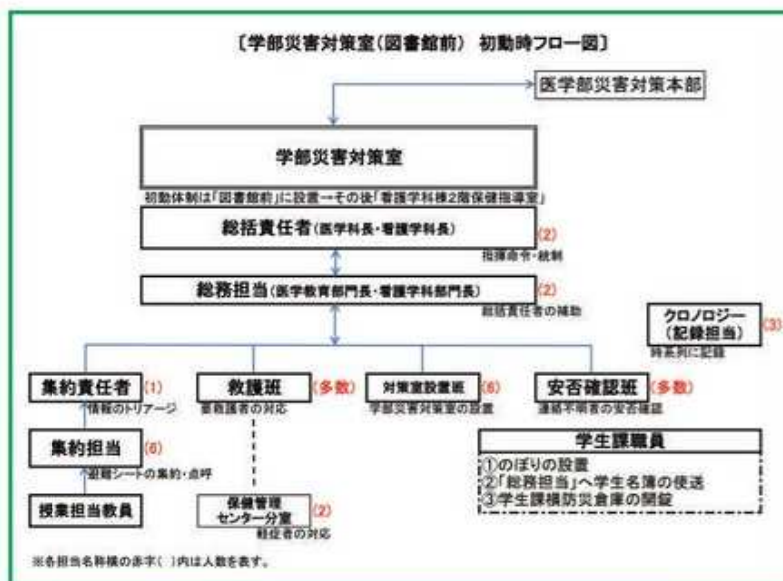 〔学部災害対策室(図書館前) 初動時フロー図〕
医学部災害対策本部
学部災害対策室
初動体制は「図書館前」に設置→その後「看護学科棟2階保健指導室」
総括責任者(医学科長・看護学科長)
(2)
指揮命令・統制
総務担当(医学教育部門長・看護学科部門長)
(2)
総括責任者の補助
クロノロジー
(記録担当)
(3)
時系列に記録
集約責任者
(1)
情報のトリアージ
救護班
(多数)
要救護者の対応
対策室設置班
(6)
学部災害対策室の設置
安否確認班
(多数)
連絡不明者の安否確認
集約担当
(6)
避難シートの集約・点呼
授業担当教員
保健管理
センター分室
(2)
軽症者の対応
学生課職員
①のぼりの設置
②「総務担当」へ学生名簿の使送
③学生課横防災倉庫の開錠
※各担当名称横の赤字( )内は人数を表す。